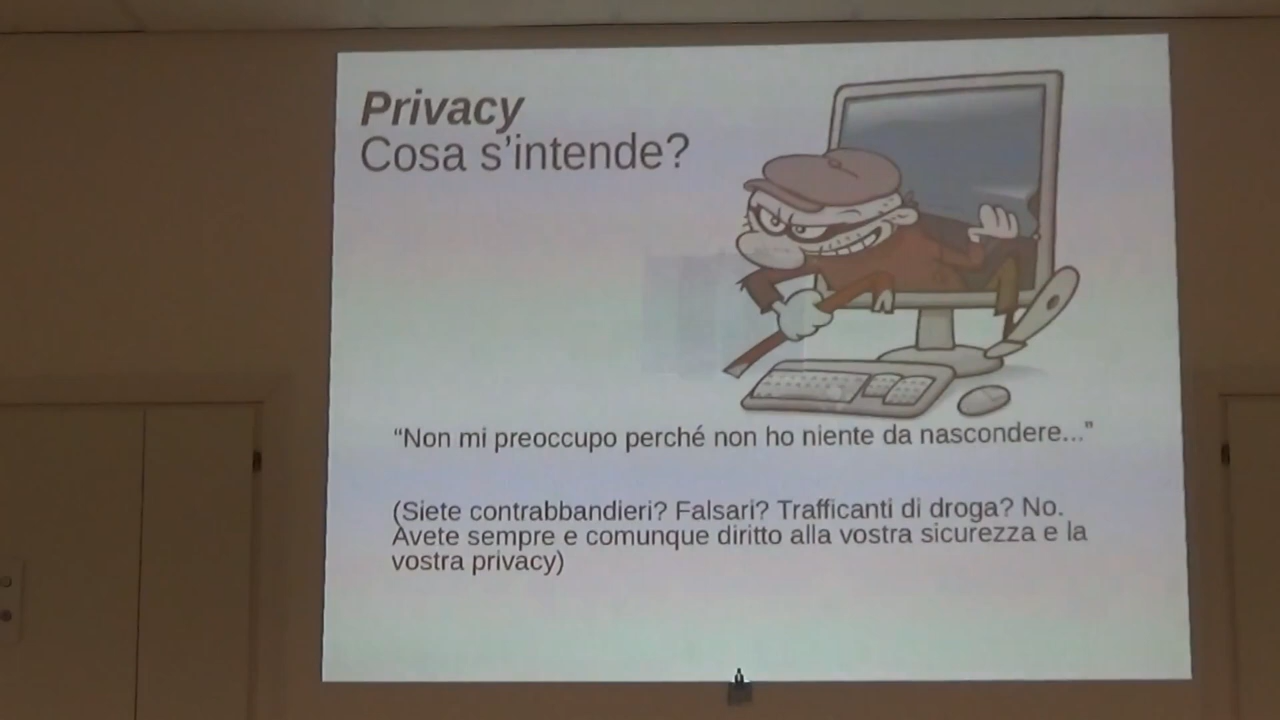 Privacy
Cosa s’intende?
“Non mi preoccupo perché non ho niente da nascondere...”
(Siete contrabbandieri? Falsari? Trafficanti di droga? No.
Avete sempre e comunque diritto alla vostra sicurezza e la
vostra privacy)